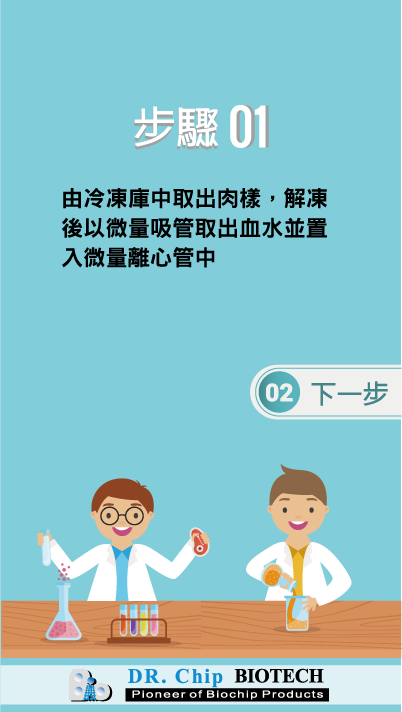 步驟 01
由冷凍庫中取出肉樣，解凍
後以微量吸管取出血水並置
入微量離心管中
02 下一步
DR. Chip BIOTECH
Pioneer of Biochip Products